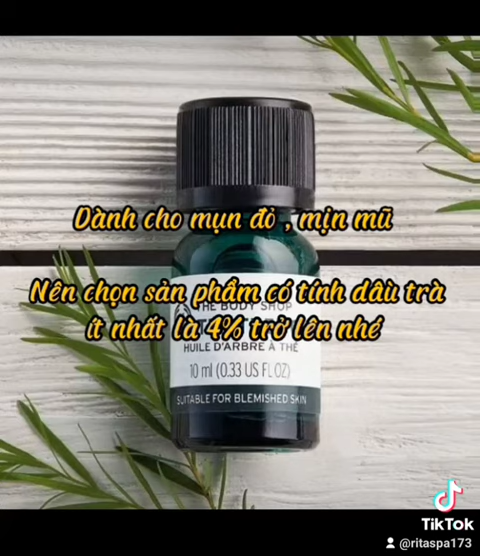 Dành cho mụn đỏ , mịn mũ
Nên chọn sản phẩm có tính dâù trà
THE BODY SHOP
ít nhất là 4% trở lên nhé
HUILE D'ARBRE À THÉ
10 ml (0.33 US FL OZ)
SUITABLE FOR BLEMISHED SKIN
TikTok
@ritaspa173